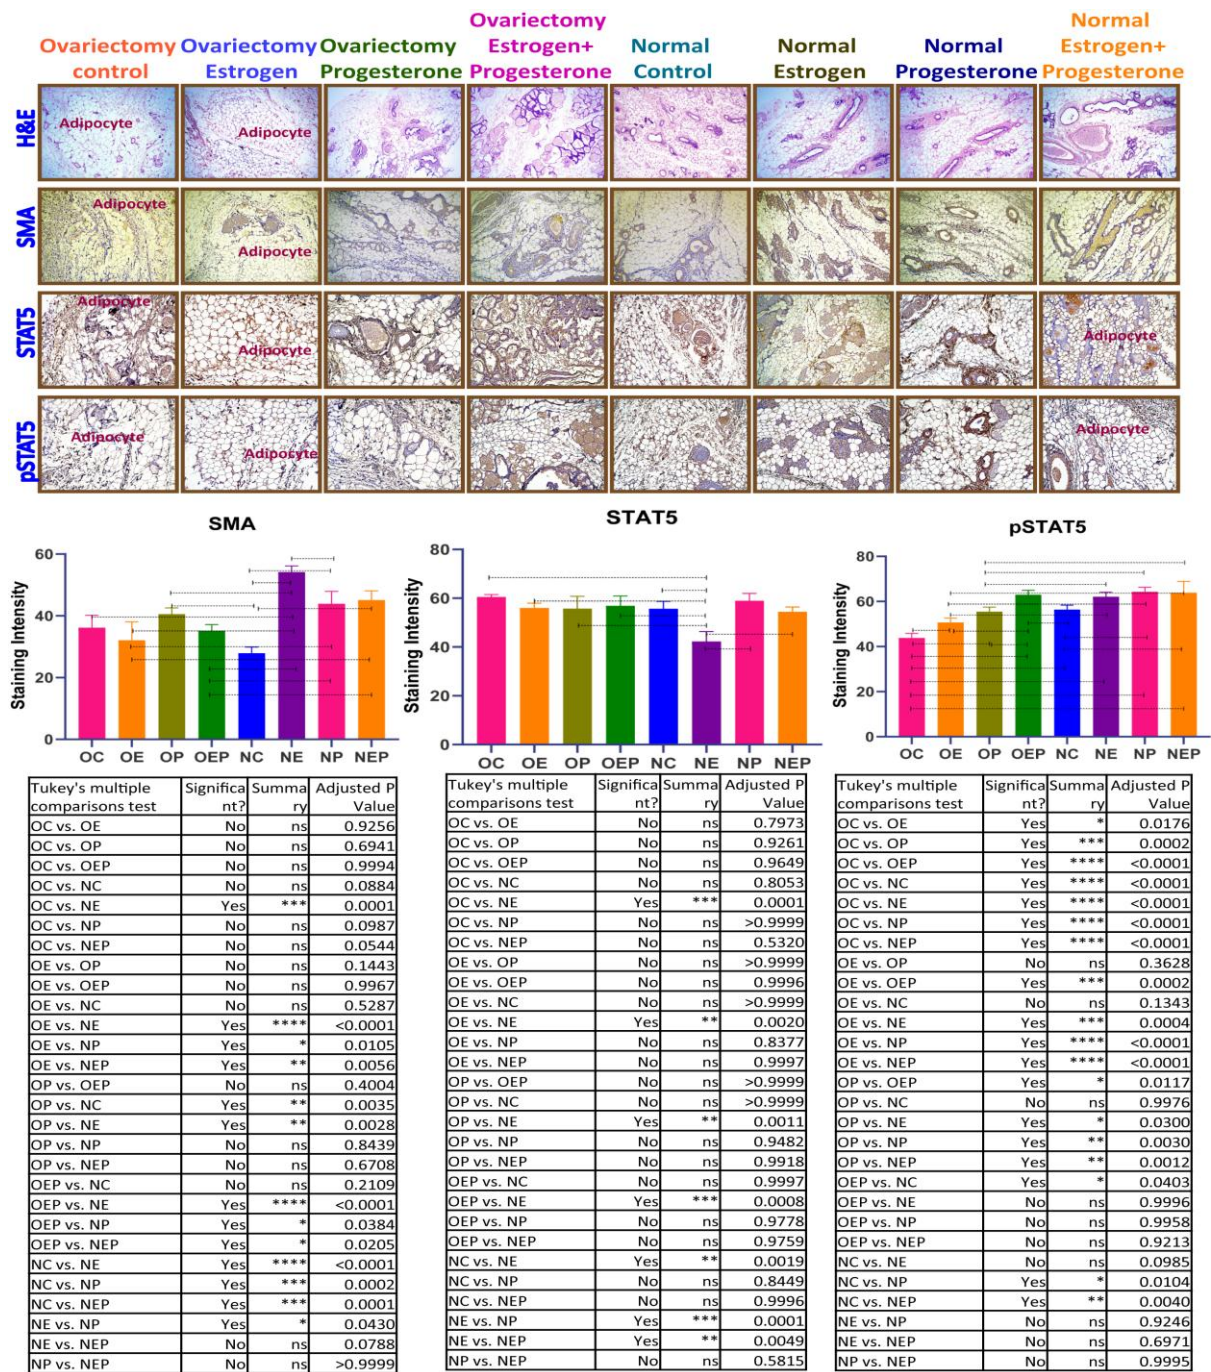 Ovariectomy control
Ovariectomy Estrogen
Ovariectomy Progesterone
Ovariectomy Estrogen+ Progesterone
Normal Control
Normal Estrogen
Normal Progesterone
Normal Estrogen+ Progesterone
H&E
Adipocyte
Adipocyte
SMA
Adipocyte
Adipocyte
STAT5
Adipocyte
Adipocyte
Adipocyte
pSTAT5
Adipocyte
Adipocyte
Adipocyte
SMA
Staining Intensity
60
40
20
0
OC OE OP OEP NC NE NP NEP
STAT5
Staining Intensity
80
60
40
20
0
OC OE OP OEP NC NE NP NEP
pSTAT5
Staining Intensity
80
60
40
20
0
OC OE OP OEP NC NE NP NEP
Tukey's multiple comparisons test Significant? Summary Adjusted P Value
OC vs. OE No ns 0.9256
OC vs. OP No ns 0.6941
OC vs. OEP No ns 0.9994
OC vs. NC No ns 0.0884
OC vs. NE Yes *** 0.0001
OC vs. NP No ns 0.0987
OC vs. NEP No ns 0.0544
OE vs. OP No ns 0.1443
OE vs. OEP No ns 0.9967
OE vs. NC No ns 0.5287
OE vs. NE Yes **** <0.0001
OE vs. NP Yes * 0.0105
OE vs. NEP Yes ** 0.0056
OP vs. OEP No ns 0.4004
OP vs. NC Yes ** 0.0035
OP vs. NE Yes ** 0.0028
OP vs. NP No ns 0.8439
OP vs. NEP No ns 0.6708
OEP vs. NC No ns 0.2109
OEP vs. NE Yes **** <0.0001
OEP vs. NP Yes * 0.0384
OEP vs. NEP Yes * 0.0205
NC vs. NE Yes **** <0.0001
NC vs. NP Yes *** 0.0002
NC vs. NEP Yes *** 0.0001
NE vs. NP Yes * 0.0430
NE vs. NEP No ns 0.0788
NP vs. NEP No ns >0.9999
Tukey's multiple comparisons test Significant? Summary Adjusted P Value
OC vs. OE No ns 0.7973
OC vs. OP No ns 0.9261
OC vs. OEP No ns 0.9649
OC vs. NC No ns 0.8053
OC vs. NE Yes *** 0.0001
OC vs. NP No ns >0.9999
OC vs. NEP No ns 0.5320
OE vs. OP No ns >0.9999
OE vs. OEP No ns 0.9996
OE vs. NC No ns >0.9999
OE vs. NE Yes ** 0.0020
OE vs. NP No ns 0.8377
OE vs. NEP No ns 0.9997
OP vs. OEP No ns >0.9999
OP vs. NC No ns >0.9999
OP vs. NE Yes ** 0.0011
OP vs. NP No ns 0.9482
OP vs. NEP No ns 0.9918
OEP vs. NC No ns 0.9997
OEP vs. NE Yes *** 0.0008
OEP vs. NP No ns 0.9778
OEP vs. NEP No ns 0.9759
NC vs. NE Yes ** 0.0019
NC vs. NP No ns 0.8449
NC vs. NEP No ns 0.9996
NE vs. NP Yes *** 0.0001
NE vs. NEP Yes ** 0.0049
NP vs. NEP No ns 0.5815
Tukey's multiple comparisons test Significant? Summary Adjusted P Value
OC vs. OE Yes * 0.0176
OC vs. OP Yes *** 0.0002
OC vs. OEP Yes **** <0.0001
OC vs. NC Yes **** <0.0001
OC vs. NE Yes **** <0.0001
OC vs. NP Yes **** <0.0001
OC vs. NEP Yes **** <0.0001
OE vs. OP No ns 0.3628
OE vs. OEP Yes *** 0.0002
OE vs. NC No ns 0.1343
OE vs. NE Yes *** 0.0004
OE vs. NP Yes **** <0.0001
OE vs. NEP Yes **** <0.0001
OP vs. OEP Yes * 0.0117
OP vs. NC No ns 0.9976
OP vs. NE Yes * 0.0300
OP vs. NP Yes ** 0.0030
OP vs. NEP Yes ** 0.0012
OEP vs. NC Yes * 0.0403
OEP vs. NE No ns 0.9996
OEP vs. NP No ns 0.9958
OEP vs. NEP No ns 0.9213
NC vs. NE No ns 0.0985
NC vs. NP Yes * 0.0104
NC vs. NEP Yes ** 0.0040
NE vs. NP No ns 0.9246
NE vs. NEP No ns 0.6971
NP vs. NEP No ns 0.9995